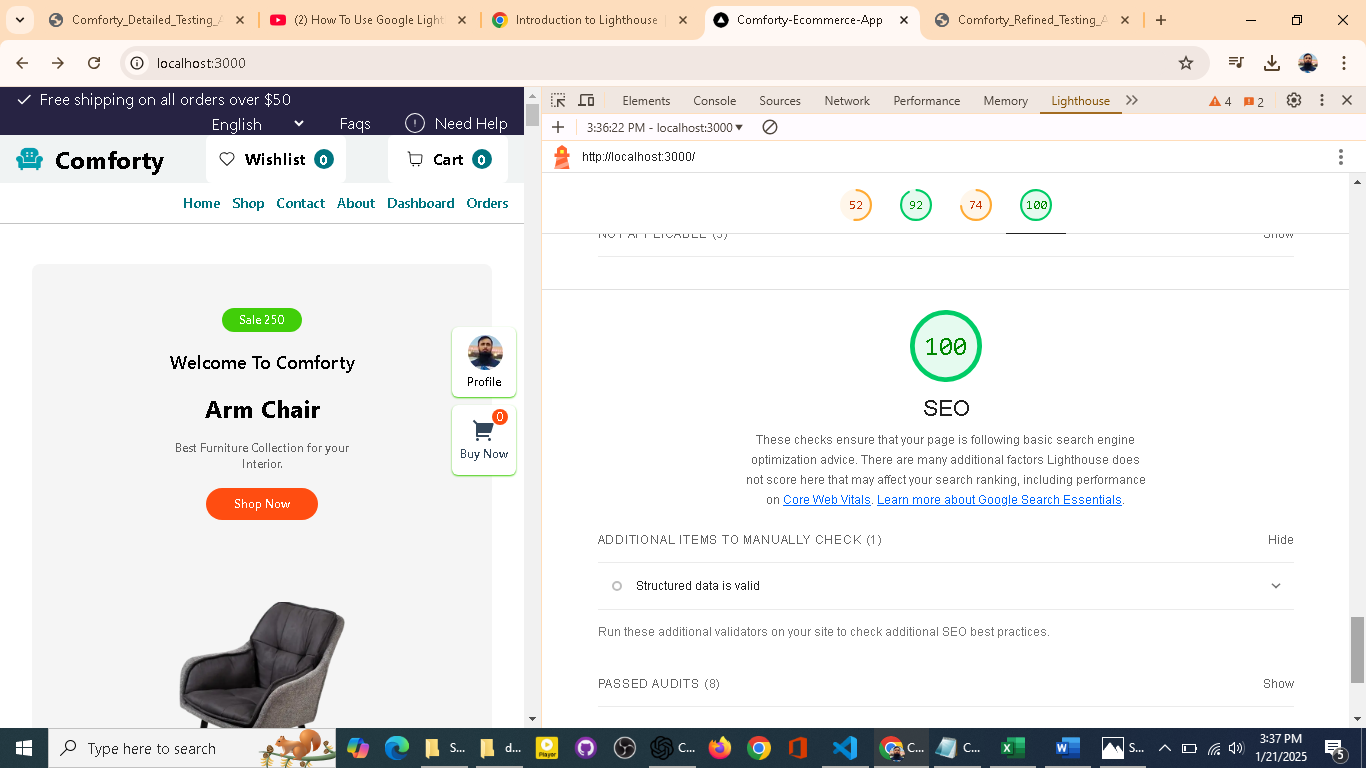 Comforty_Detailed_Testing_A
(2) How To Use Google Light
Introduction to Lighthouse
Comforty-Ecommerce-App
Comforty_Refined_Testing_A
localhost:3000
Free shipping on all orders over $50
English
Faqs
Need Help
Comforty
Wishlist 0
Cart 0
Home Shop Contact About Dashboard Orders
Sale 250
Welcome To Comforty
Arm Chair
Best Furniture Collection for your
Interior.
Shop Now
Profile
0
Buy Now
Elements Console Sources Network Performance Memory Lighthouse
4 2
3:36:22 PM - localhost:3000
http://localhost:3000/
52 92 74 100
NOT APPLICABLE (3) Show
100
SEO
These checks ensure that your page is following basic search engine
optimization advice. There are many additional factors Lighthouse does
not score here that may affect your search ranking, including performance
on Core Web Vitals. Learn more about Google Search Essentials.
ADDITIONAL ITEMS TO MANUALLY CHECK (1) Hide
Structured data is valid
Run these additional validators on your site to check additional SEO best practices.
PASSED AUDITS (8) Show
Type here to search
Player
S...
d...
C...
C...
C...
S...
3:37 PM
1/21/2025
5